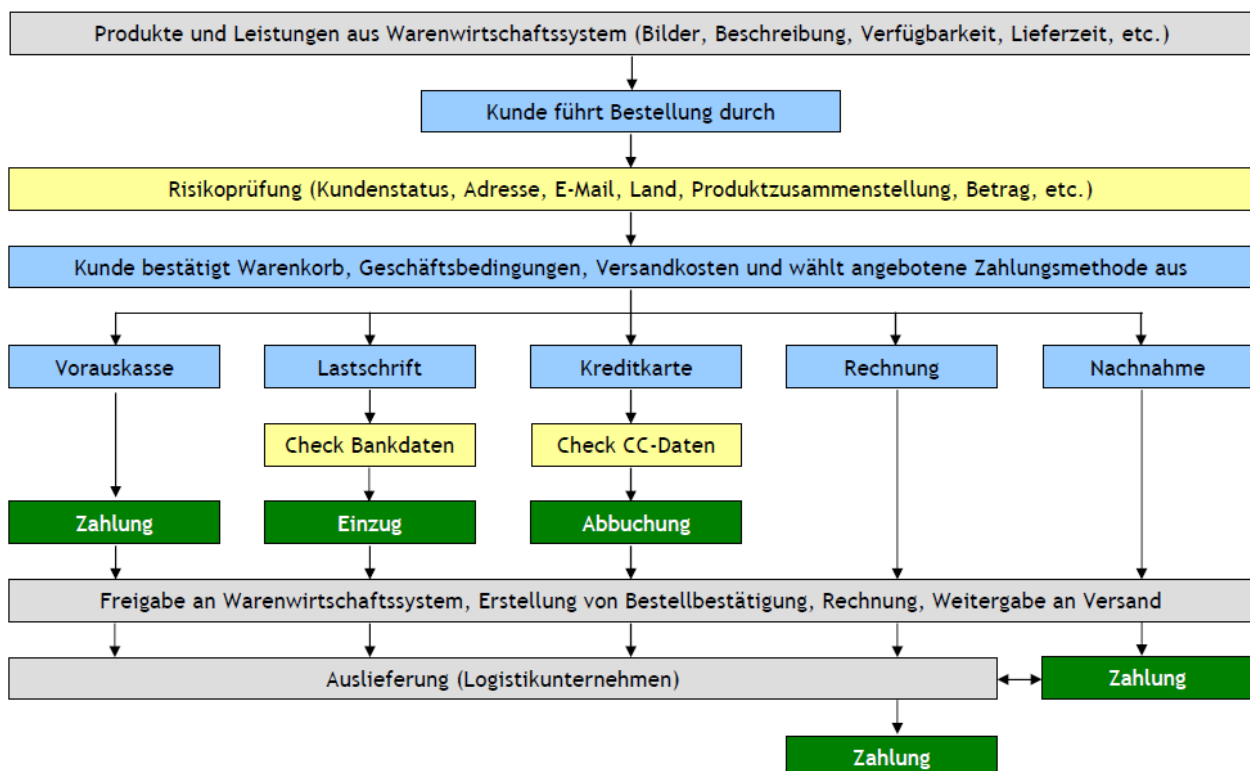 Produkte und Leistungen aus Warenwirtschaftssystem (Bilder, Beschreibung, Verfügbarkeit, Lieferzeit, etc.)
Kunde führt Bestellung durch
Risikoprüfung (Kundenstatus, Adresse, E-Mail, Land, Produktzusammenstellung, Betrag, etc.)
Kunde bestätigt Warenkorb, Geschäftsbedingungen, Versandkosten und wählt angebotene Zahlungsmethode aus
Vorauskasse
Lastschrift
Kreditkarte
Rechnung
Nachnahme
Check Bankdaten
Check CC-Daten
Zahlung
Einzug
Abbuchung
Freigabe an Warenwirtschaftssystem, Erstellung von Bestellbestätigung, Rechnung, Weitergabe an Versand
Auslieferung (Logistikunternehmen)
Zahlung
Zahlung